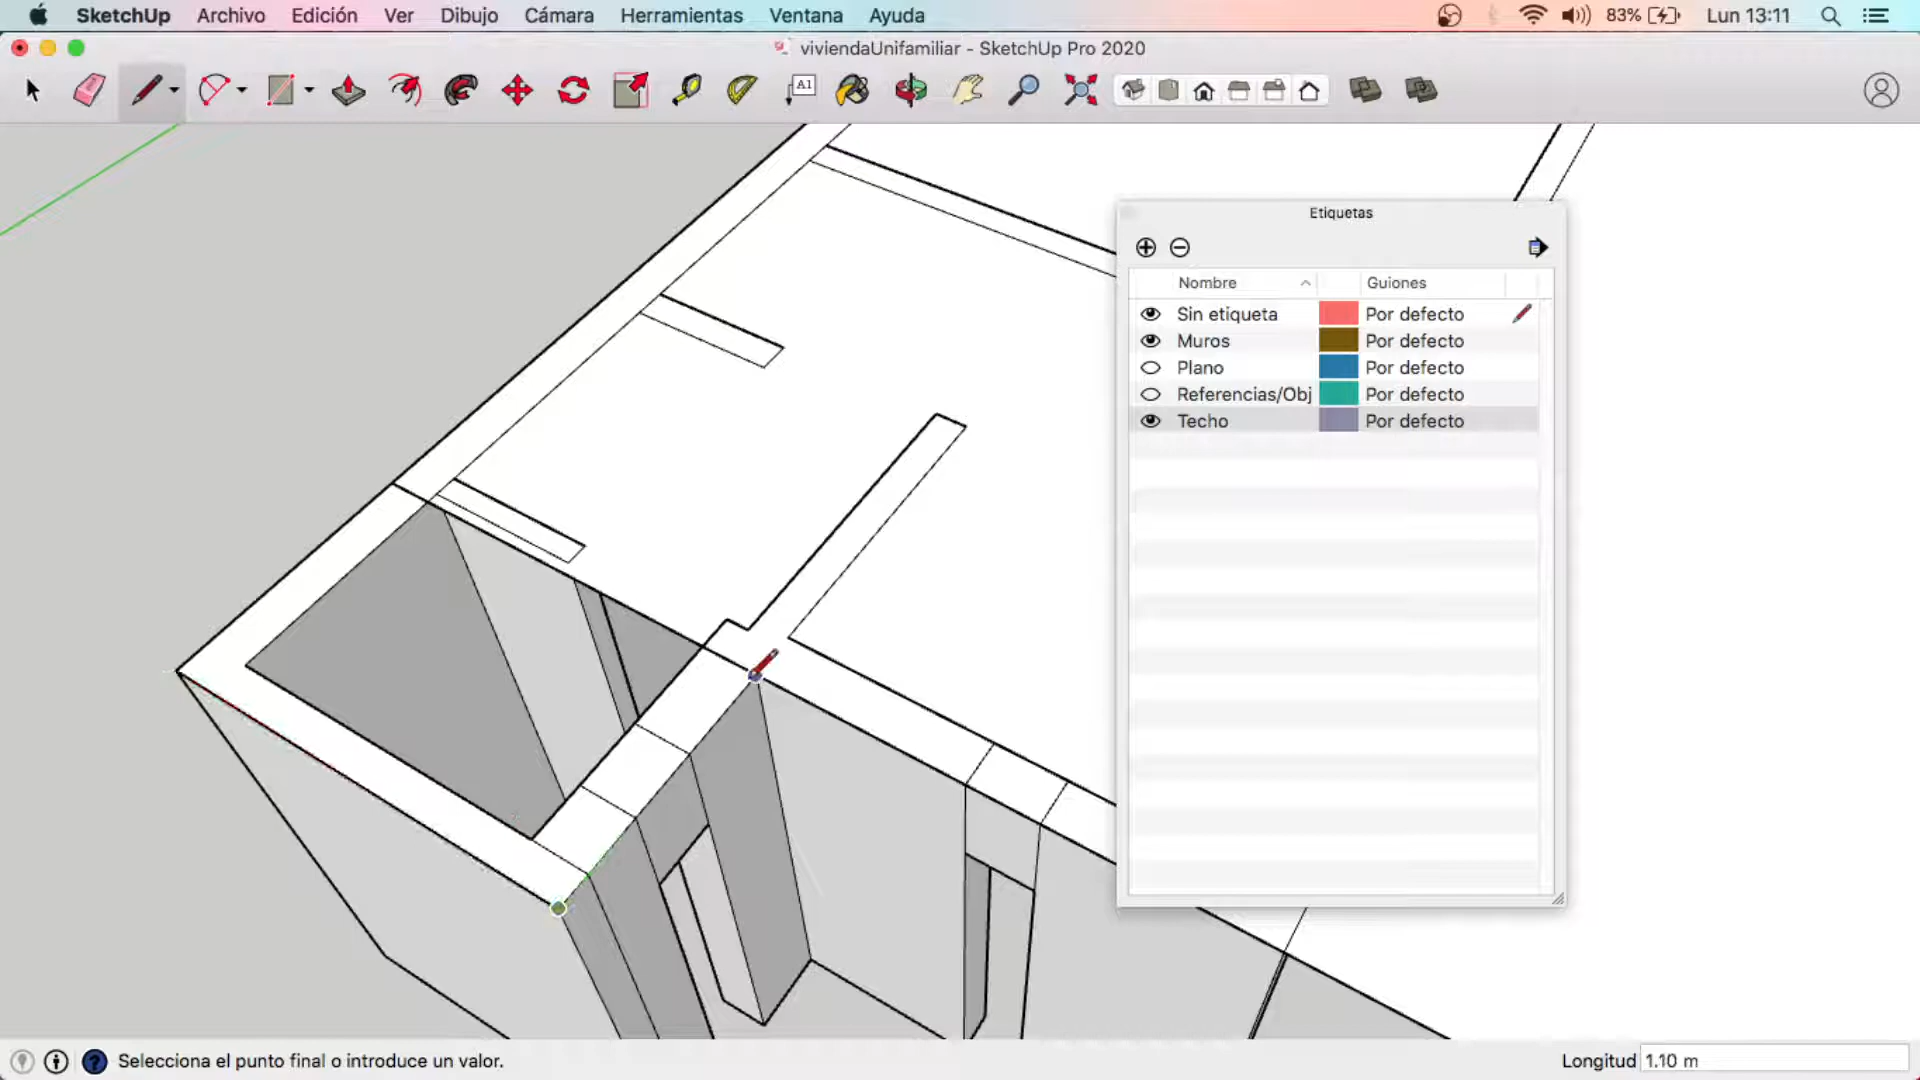 SketchUp Archivo Edición Ver Dibujo Cámara Herramientas Ventana Ayuda 83% Lun 13:11
viviendaUnifamiliar - SketchUp Pro 2020
A1
Etiquetas
Nombre Guiones
Sin etiqueta Por defecto
Muros Por defecto
Plano Por defecto
Referencias/Obj Por defecto
Techo Por defecto
Selecciona el punto final o introduce un valor. Longitud 1.10 m